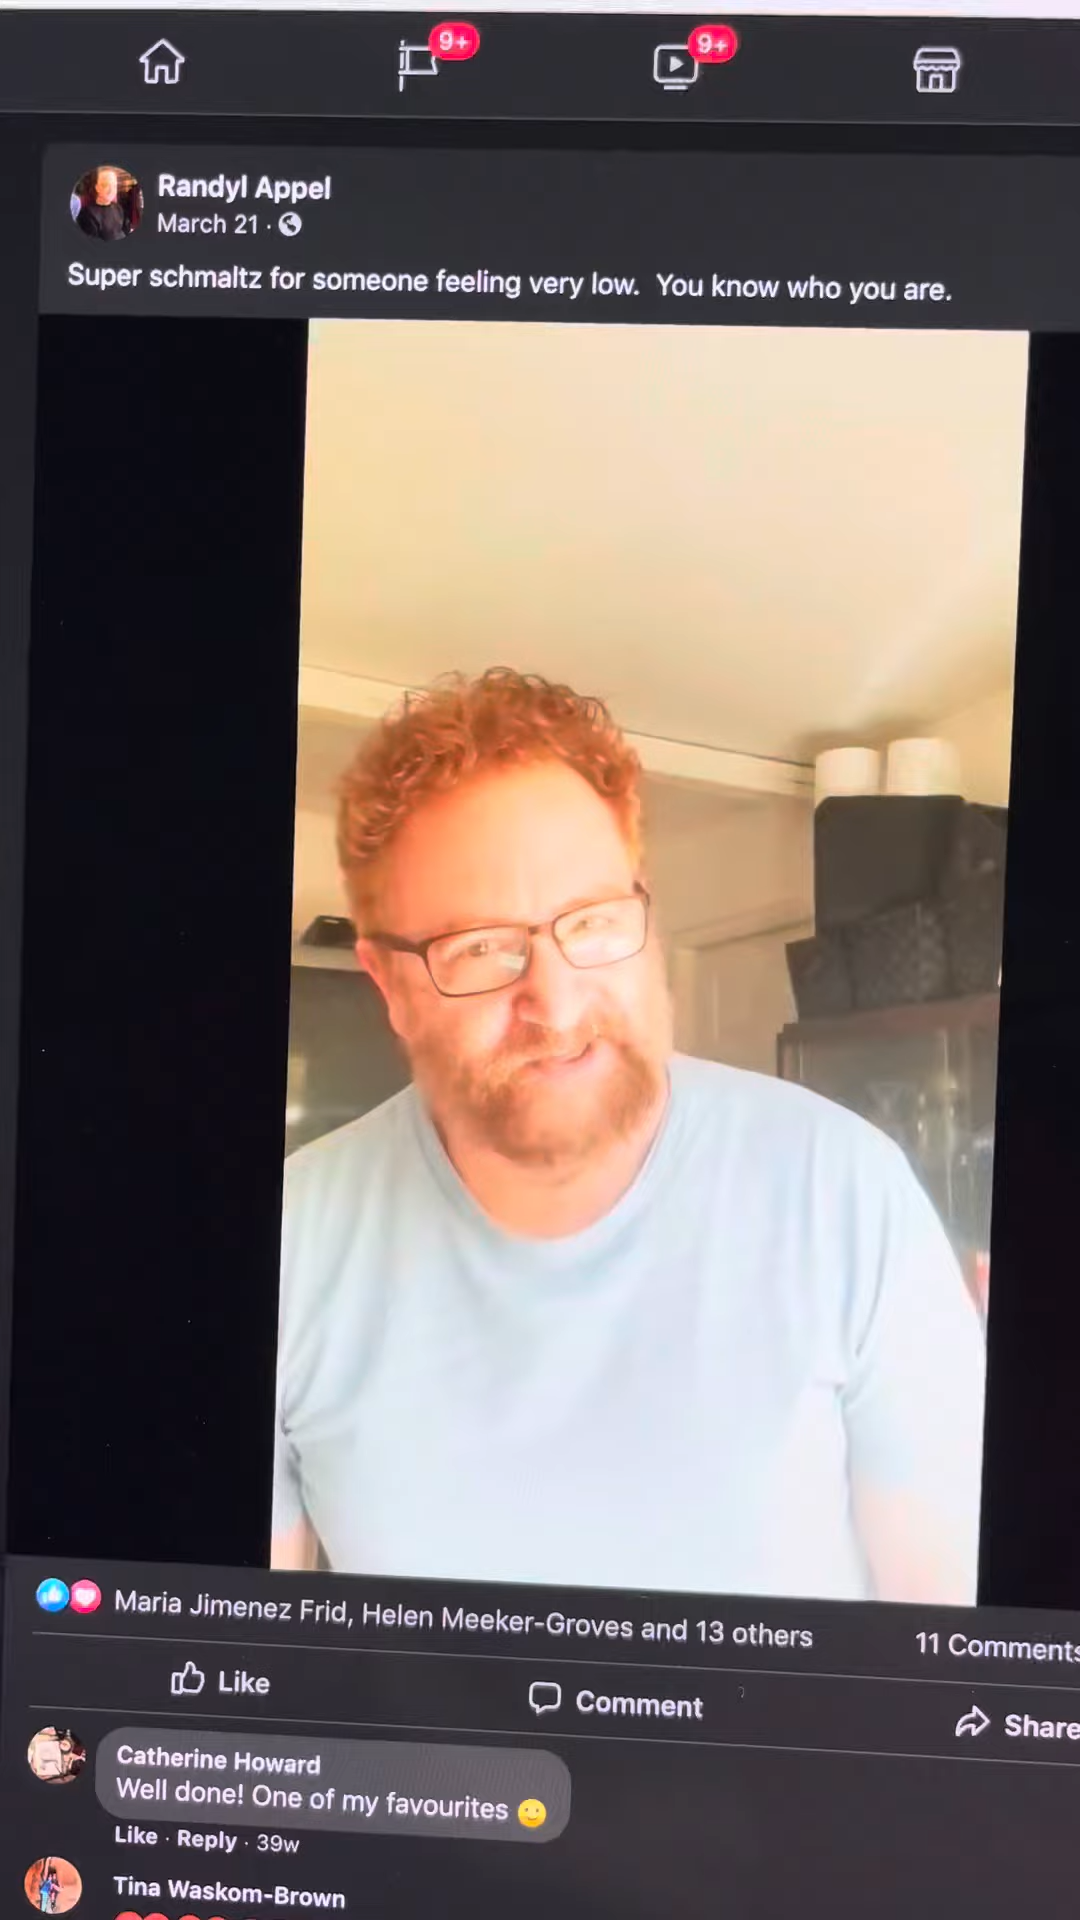 9+
9+
Randyl Appel
March 21 ·
Super schmaltz for someone feeling very low. You know who you are.
Maria Jimenez Frid, Helen Meeker-Groves and 13 others
11 Comments
Like
Comment
Share
Catherine Howard
Well done! One of my favourites 🙂
Like · Reply · 39w
Tina Waskom-Brown